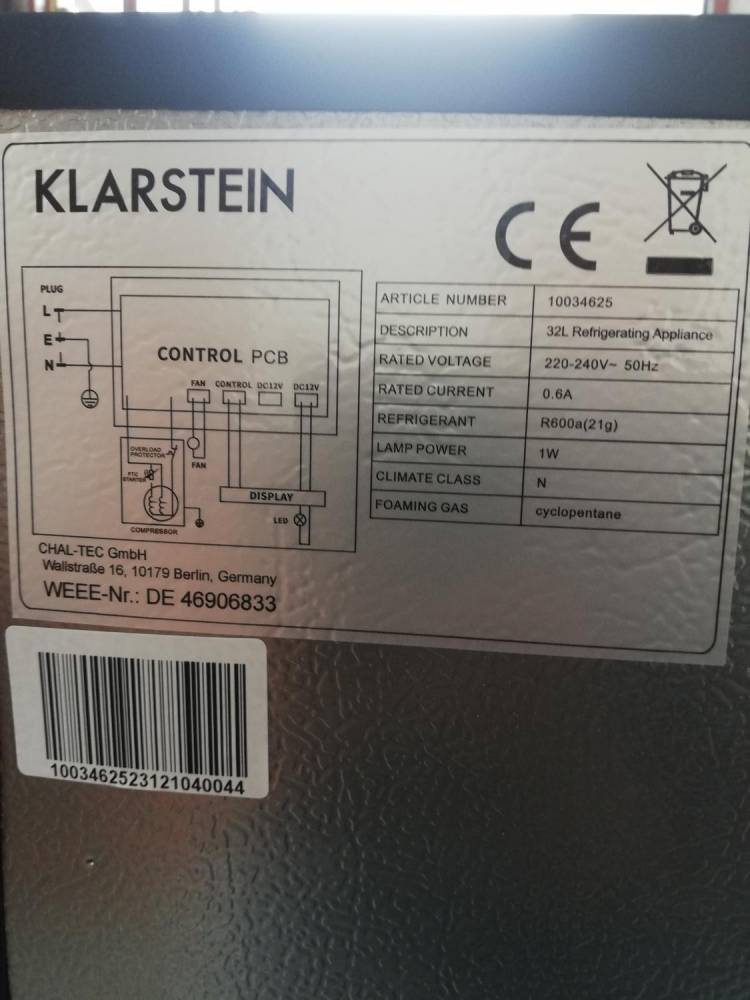 KLARSTEIN
CE
PLUG
L
E
N
CONTROL PCB
FAN CONTROL DC12V DC12V
OVERLOAD
PROTECTOR
FAN
PTC
STARTER
DISPLAY
LED
COMPRESSOR
ARTICLE NUMBER 10034625
DESCRIPTION 32L Refrigerating Appliance
RATED VOLTAGE 220-240V~ 50Hz
RATED CURRENT 0.6A
REFRIGERANT R600a(21g)
LAMP POWER 1W
CLIMATE CLASS N
FOAMING GAS cyclopentane
CHAL-TEC GmbH
Wallstraße 16, 10179 Berlin, Germany
WEEE-Nr.: DE 46906833
1003462523121040044